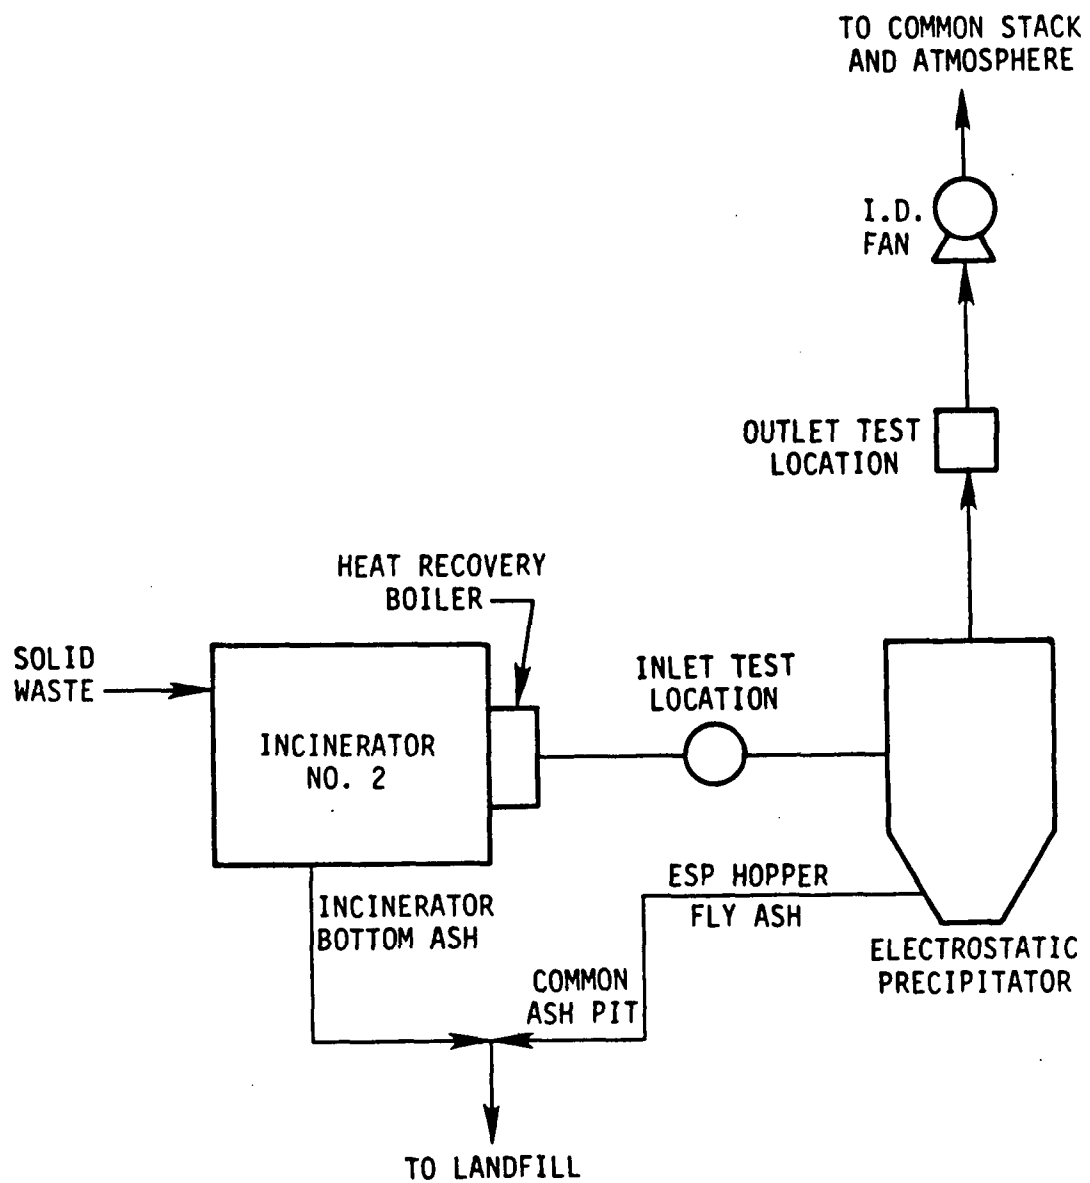 TO COMMON STACK
AND ATMOSPHERE
I.D.
FAN
OUTLET TEST
LOCATION
HEAT RECOVERY
BOILER
SOLID
WASTE
INLET TEST
LOCATION
INCINERATOR
NO. 2
ESP HOPPER
FLY ASH
INCINERATOR
BOTTOM ASH
ELECTROSTATIC
PRECIPITATOR
COMMON
ASH PIT
TO LANDFILL